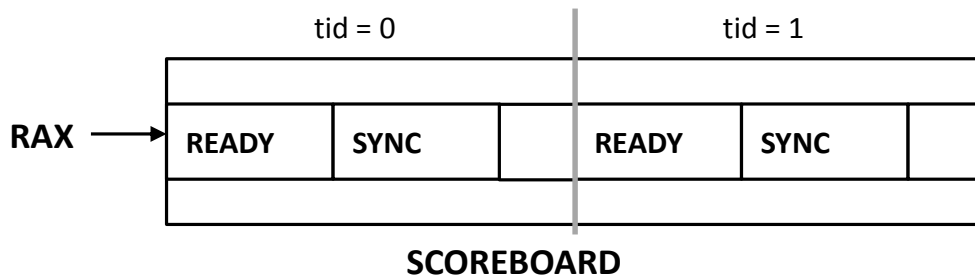 tid = 0 tid = 1
RAX READY SYNC READY SYNC
SCOREBOARD